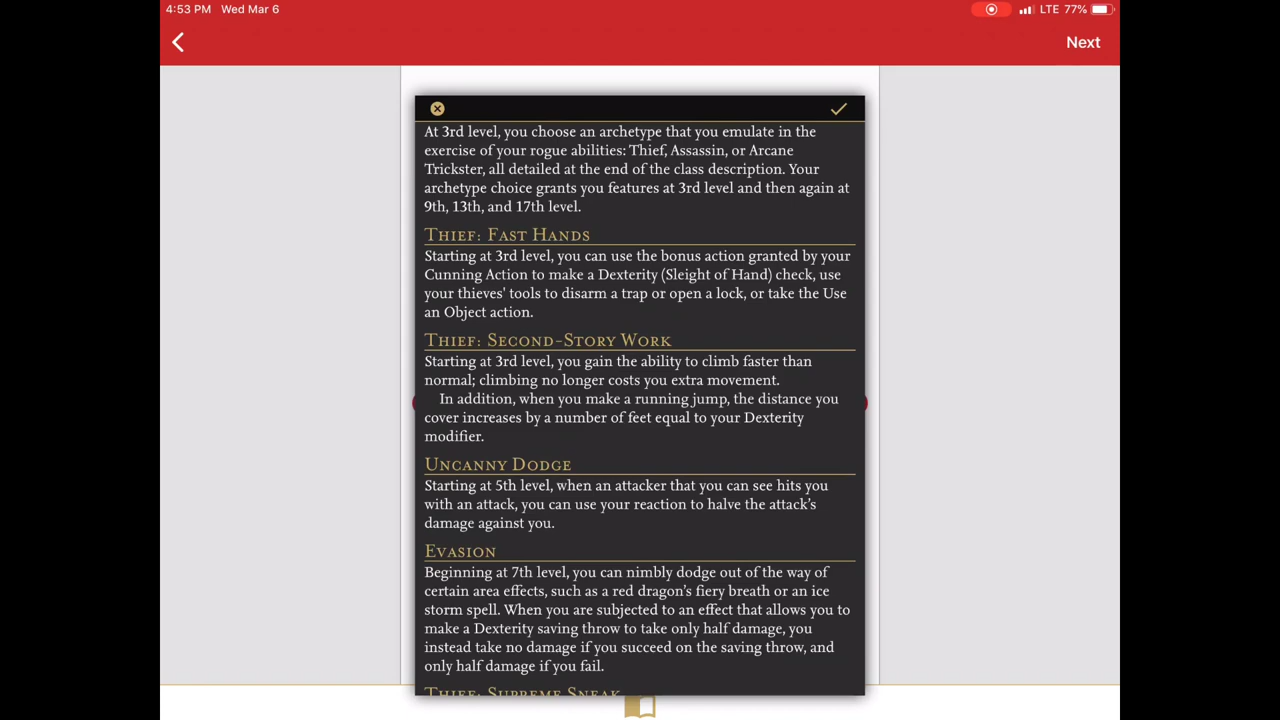 4:53 PM Wed Mar 6
LTE 77%
Next
At 3rd level, you choose an archetype that you emulate in the
exercise of your rogue abilities: Thief, Assassin, or Arcane
Trickster, all detailed at the end of the class description. Your
archetype choice grants you features at 3rd level and then again at
9th, 13th, and 17th level.
Thief: Fast Hands
Starting at 3rd level, you can use the bonus action granted by your
Cunning Action to make a Dexterity (Sleight of Hand) check, use
your thieves' tools to disarm a trap or open a lock, or take the Use
an Object action.
Thief: Second-Story Work
Starting at 3rd level, you gain the ability to climb faster than
normal; climbing no longer costs you extra movement.
In addition, when you make a running jump, the distance you
cover increases by a number of feet equal to your Dexterity
modifier.
Uncanny Dodge
Starting at 5th level, when an attacker that you can see hits you
with an attack, you can use your reaction to halve the attack's
damage against you.
Evasion
Beginning at 7th level, you can nimbly dodge out of the way of
certain area effects, such as a red dragon's fiery breath or an ice
storm spell. When you are subjected to an effect that allows you to
make a Dexterity saving throw to take only half damage, you
instead take no damage if you succeed on the saving throw, and
only half damage if you fail.
Thief: Supreme Sneak